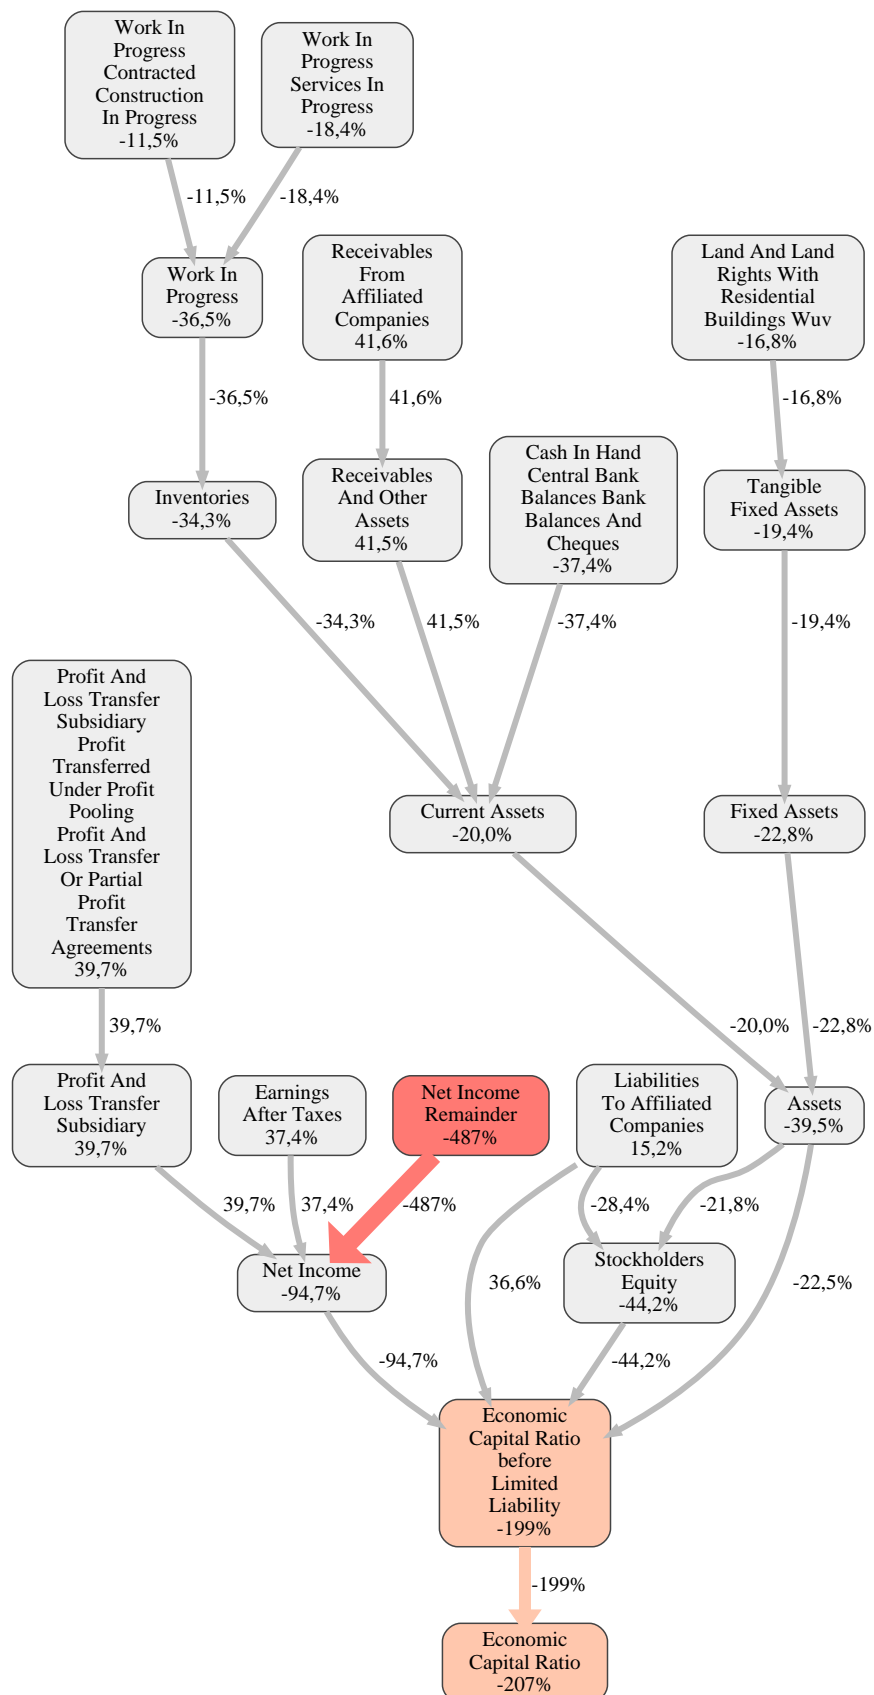 Work In
Progress
Contracted
Construction
In Progress
-11,5%
Work In
Progress
Services In
Progress
-18,4%
-11,5%
-18,4%
Work In
Progress
-36,5%
Receivables
From
Affiliated
Companies
41,6%
Land And Land
Rights With
Residential
Buildings Wuv
-16,8%
-36,5%
41,6%
-16,8%
Inventories
-34,3%
Receivables
And Other
Assets
41,5%
Cash In Hand
Central Bank
Balances Bank
Balances And
Cheques
-37,4%
Tangible
Fixed Assets
-19,4%
-34,3%
41,5%
-37,4%
-19,4%
Profit And
Loss Transfer
Subsidiary
Profit
Transferred
Under Profit
Pooling
Profit And
Loss Transfer
Or Partial
Profit
Transfer
Agreements
39,7%
Current Assets
-20,0%
Fixed Assets
-22,8%
39,7%
-20,0%
-22,8%
Profit And
Loss Transfer
Subsidiary
39,7%
Earnings
After Taxes
37,4%
Net Income
Remainder
-487%
Liabilities
To Affiliated
Companies
15,2%
Assets
-39,5%
39,7%
37,4%
-487%
-28,4%
-21,8%
Net Income
-94,7%
36,6%
Stockholders
Equity
-44,2%
-22,5%
-94,7%
-44,2%
Economic
Capital Ratio
before
Limited
Liability
-199%
-199%
Economic
Capital Ratio
-207%